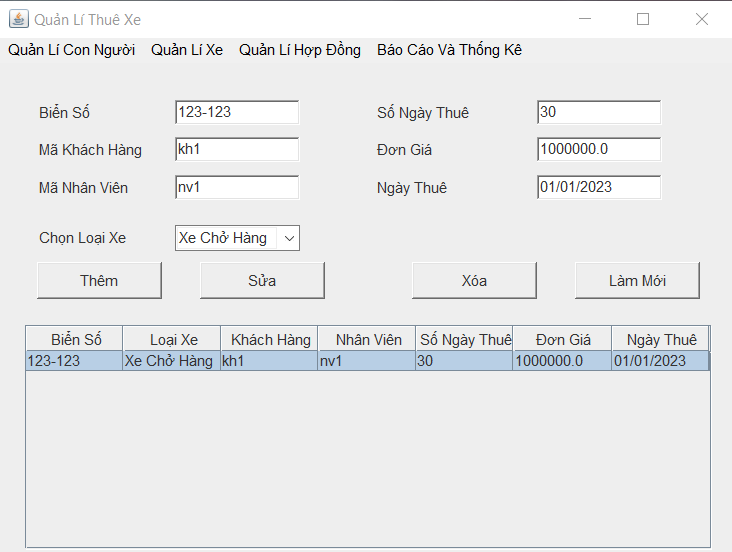 Quản Lí Thuê Xe
Quản Lí Con Người Quản Lí Xe Quản Lí Hợp Đồng Báo Cáo Và Thống Kê
Biển Số 123-123 Số Ngày Thuê 30
Mã Khách Hàng kh1 Đơn Giá 1000000.0
Mã Nhân Viên nv1 Ngày Thuê 01/01/2023
Chọn Loại Xe Xe Chở Hàng
Thêm Sửa Xóa Làm Mới
Biển Số Loại Xe Khách Hàng Nhân Viên Số Ngày Thuê Đơn Giá Ngày Thuê
123-123 Xe Chở Hàng kh1 nv1 30 1000000.0 01/01/2023